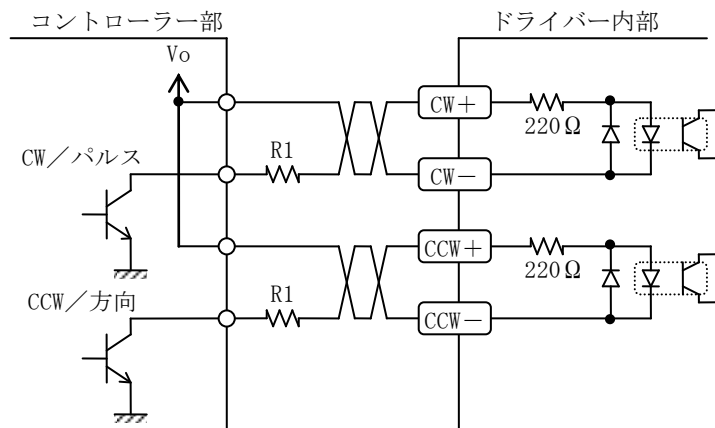 コントローラー部
ドライバー内部
Vo
CW+
220Ω
CW／パルス
R1
CW－
CCW+
220Ω
CCW／方向
R1
CCW－